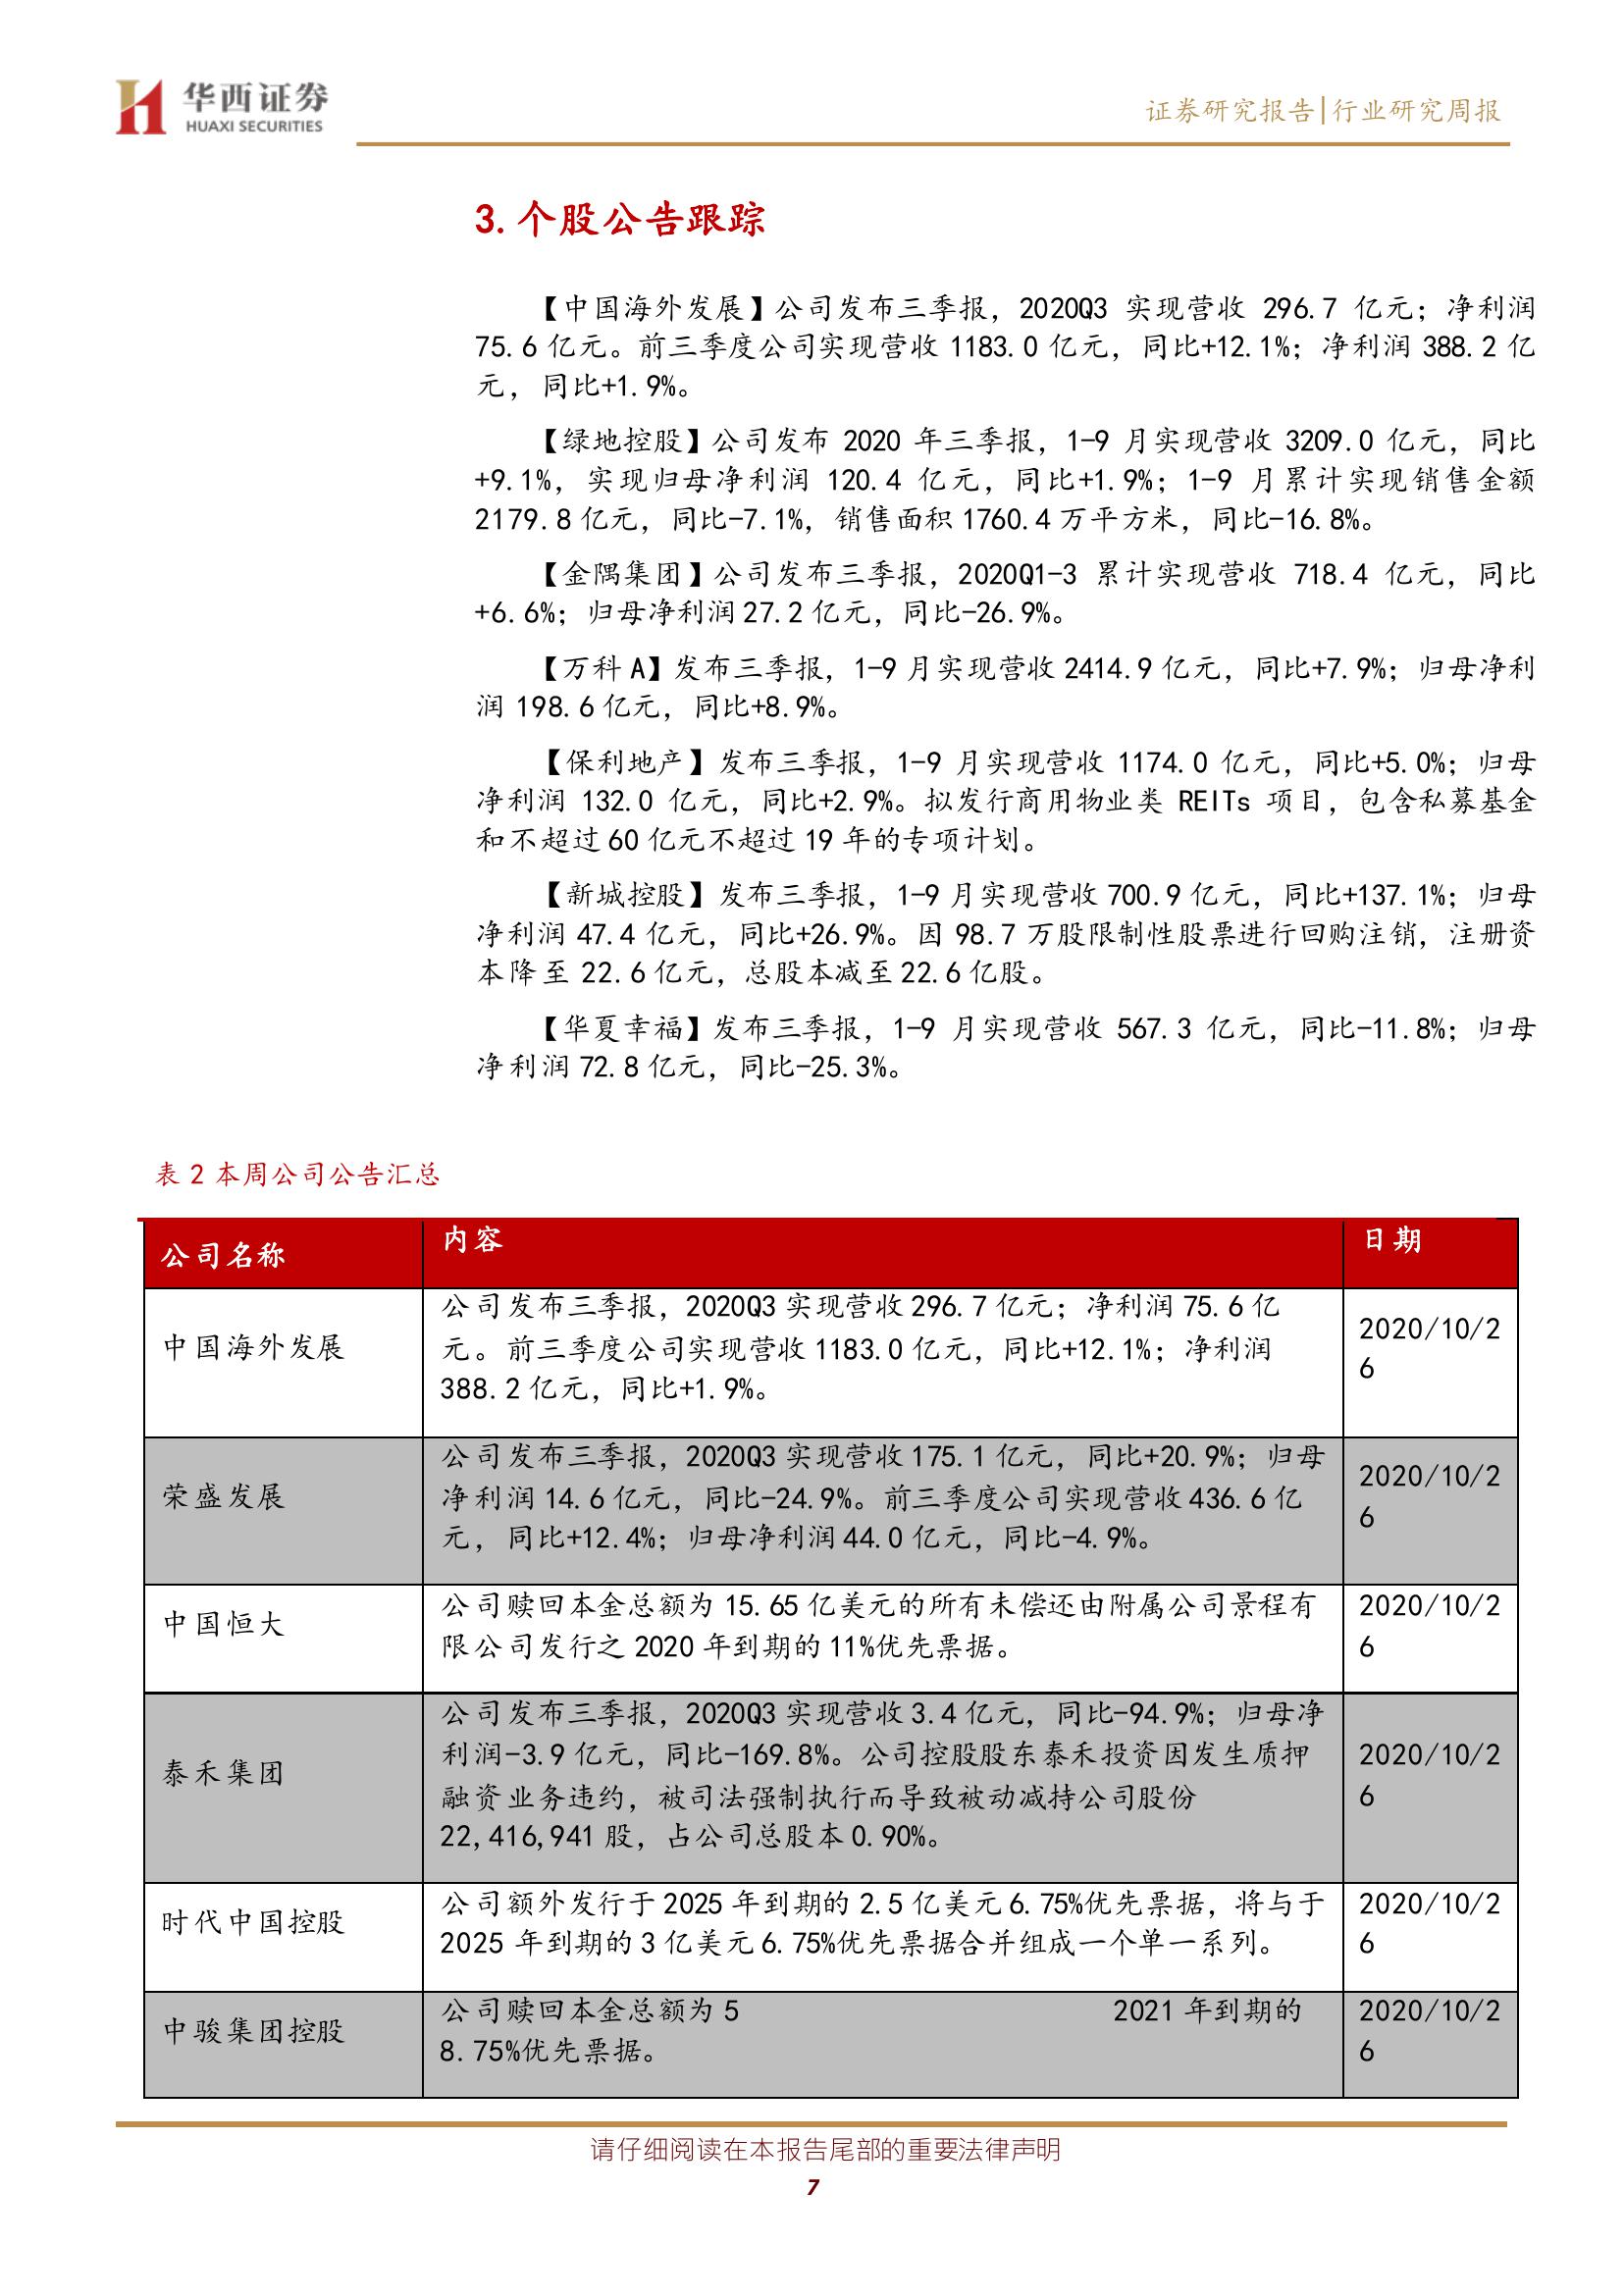 华西证券
HUAXI SECURITIES
证券研究报告|行业研究周报
3.个股公告跟踪
【中国海外发展】公司发布三季报，2020Q3 实现营收 296.7 亿元；净利润
75.6 亿元。前三季度公司实现营收 1183.0 亿元，同比+12.1%；净利润 388.2 亿
元，同比+1.9%。
【绿地控股】公司发布 2020 年三季报，1-9 月实现营收 3209.0 亿元，同比
+9.1%，实现归母净利润 120.4 亿元，同比+1.9%；1-9 月累计实现销售金额
2179.8 亿元，同比-7.1%，销售面积 1760.4 万平方米，同比-16.8%。
【金隅集团】公司发布三季报，2020Q1-3 累计实现营收 718.4 亿元，同比
+6.6%；归母净利润 27.2 亿元，同比-26.9%。
【万科 A】发布三季报，1-9 月实现营收 2414.9 亿元，同比+7.9%；归母净利
润 198.6 亿元，同比+8.9%。
【保利地产】发布三季报，1-9 月实现营收 1174.0 亿元，同比+5.0%；归母
净利润 132.0 亿元，同比+2.9%。拟发行商用物业类 REITs 项目，包含私募基金
和不超过 60 亿元不超过 19 年的专项计划。
【新城控股】发布三季报，1-9 月实现营收 700.9 亿元，同比+137.1%；归母
净利润 47.4 亿元，同比+26.9%。因 98.7 万股限制性股票进行回购注销，注册资
本降至 22.6 亿元，总股本减至 22.6 亿股。
【华夏幸福】发布三季报，1-9 月实现营收 567.3 亿元，同比-11.8%；归母
净利润 72.8 亿元，同比-25.3%。
表 2 本周公司公告汇总
公司名称
内容
日期
中国海外发展
公司发布三季报，2020Q3 实现营收 296.7 亿元；净利润 75.6 亿
元。前三季度公司实现营收 1183.0 亿元，同比+12.1%；净利润
388.2 亿元，同比+1.9%。
2020/10/2
6
荣盛发展
公司发布三季报，2020Q3 实现营收 175.1 亿元，同比+20.9%；归母
净利润 14.6 亿元，同比-24.9%。前三季度公司实现营收 436.6 亿
元，同比+12.4%；归母净利润 44.0 亿元，同比-4.9%。
2020/10/2
6
中国恒大
公司赎回本金总额为 15.65 亿美元的所有未偿还由附属公司景程有
限公司发行之 2020 年到期的 11%优先票据。
2020/10/2
6
泰禾集团
公司发布三季报，2020Q3 实现营收 3.4 亿元，同比-94.9%；归母净
利润-3.9 亿元，同比-169.8%。公司控股股东泰禾投资因发生质押
融资业务违约，被司法强制执行而导致被动减持公司股份
22,416,941 股，占公司总股本 0.90%。
2020/10/2
6
时代中国控股
公司额外发行于 2025 年到期的 2.5 亿美元 6.75%优先票据，将与于
2025 年到期的 3 亿美元 6.75%优先票据合并组成一个单一系列。
2020/10/2
6
中骏集团控股
公司赎回本金总额为 5 2021 年到期的
8.75%优先票据。
2020/10/2
6
请仔细阅读在本报告尾部的重要法律声明
7